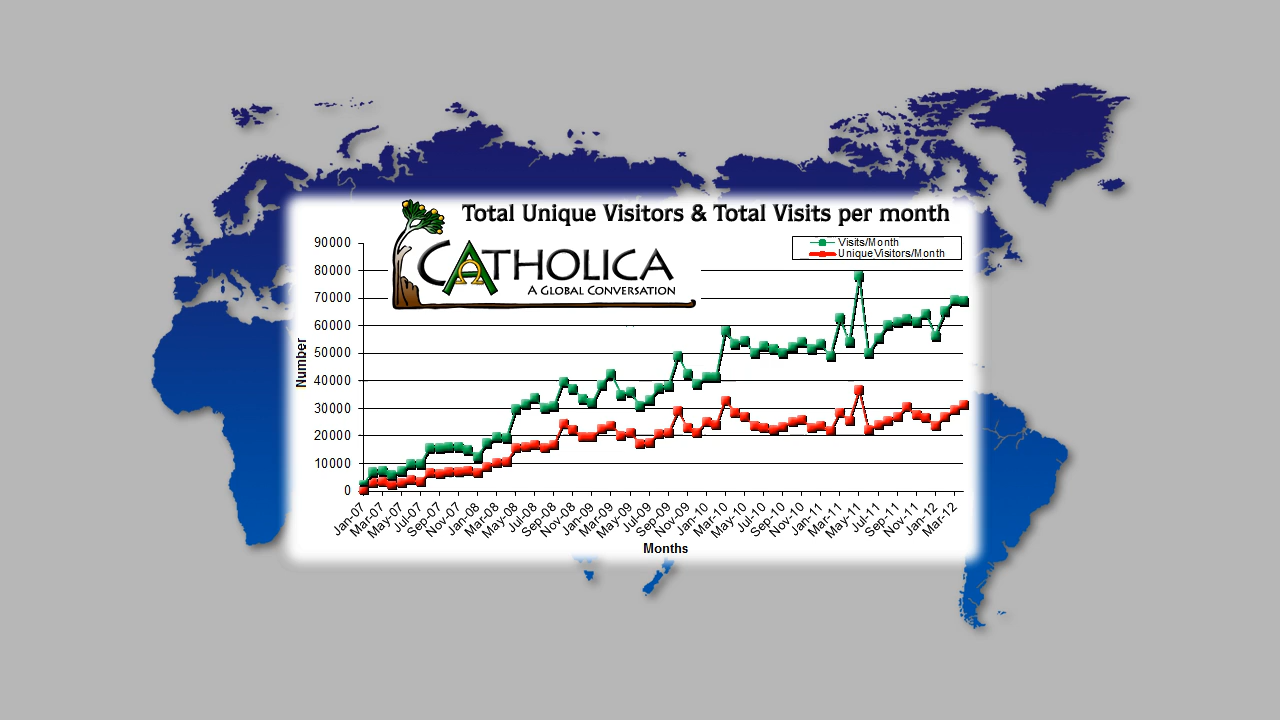 Total Unique Visitors & Total Visits per month
CATHOLICA
A GLOBAL CONVERSATION
Visits/Month
UniqueVisitors/Month
Number
90000
80000
70000
60000
50000
40000
30000
20000
10000
0
Jan-07
Mar-07
May-07
Jul-07
Sep-07
Nov-07
Jan-08
Mar-08
May-08
Jul-08
Sep-08
Nov-08
Jan-09
Mar-09
May-09
Jul-09
Sep-09
Nov-09
Jan-10
Mar-10
May-10
Jul-10
Sep-10
Nov-10
Jan-11
Mar-11
May-11
Jul-11
Sep-11
Nov-11
Jan-12
Mar-12
Months